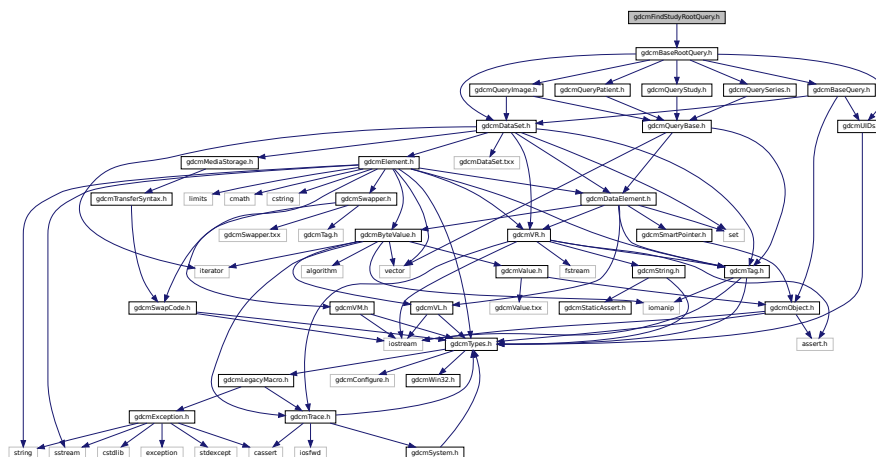 gdcmFindStudyRootQuery.h
gdcmBaseRootQuery.h
gdcmQueryImage.h
gdcmQueryPatient.h
gdcmQueryStudy.h
gdcmQuerySeries.h
gdcmBaseQuery.h
gdcmDataSet.h
gdcmQueryBase.h
gdcmUIDs
gdcmMediaStorage.h
gdcmElement.h
gdcmDataSet.txx
gdcmTransferSyntax.h
limits
cmath
cstring
gdcmSwapper.h
gdcmDataElement.h
gdcmSwapper.txx
gdcmTag.h
gdcmByteValue.h
gdcmVR.h
gdcmSmartPointer.h
set
iterator
algorithm
vector
gdcmValue.h
fstream
gdcmString.h
gdcmTag.h
gdcmSwapCode.h
gdcmVM.h
gdcmVL.h
gdcmValue.txx
gdcmStaticAssert.h
iomanip
gdcmObject.h
iostream
gdcmTypes.h
assert.h
gdcmLegacyMacro.h
gdcmConfigure.h
gdcmWin32.h
gdcmException.h
gdcmTrace.h
string
sstream
cstdlib
exception
stdexcept
cassert
iosfwd
gdcmSystem.h